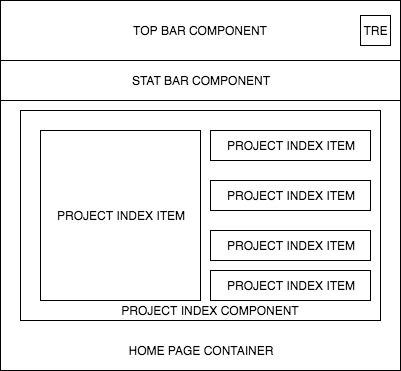 TOP BAR COMPONENT
TRE
STAT BAR COMPONENT
PROJECT INDEX ITEM
PROJECT INDEX ITEM
PROJECT INDEX ITEM
PROJECT INDEX ITEM
PROJECT INDEX ITEM
PROJECT INDEX COMPONENT
HOME PAGE CONTAINER